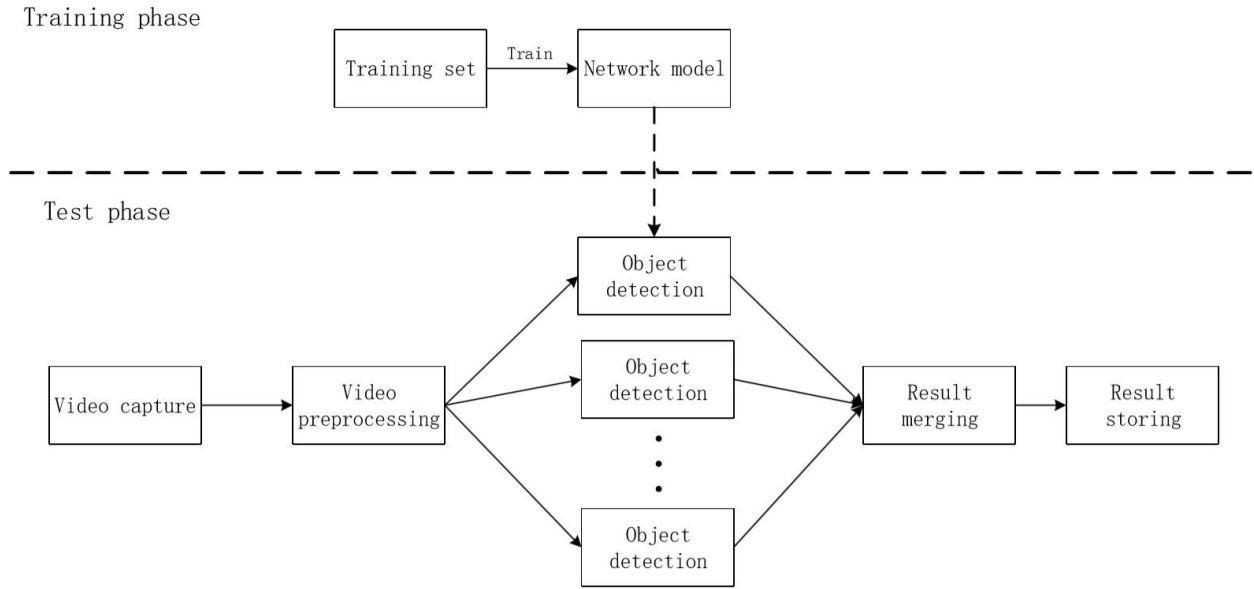 Training phase
Training set
Train
Network model
Test phase
Video capture
Video
preprocessing
Object
detection
Object
detection
Object
detection
Result
merging
Result
storing